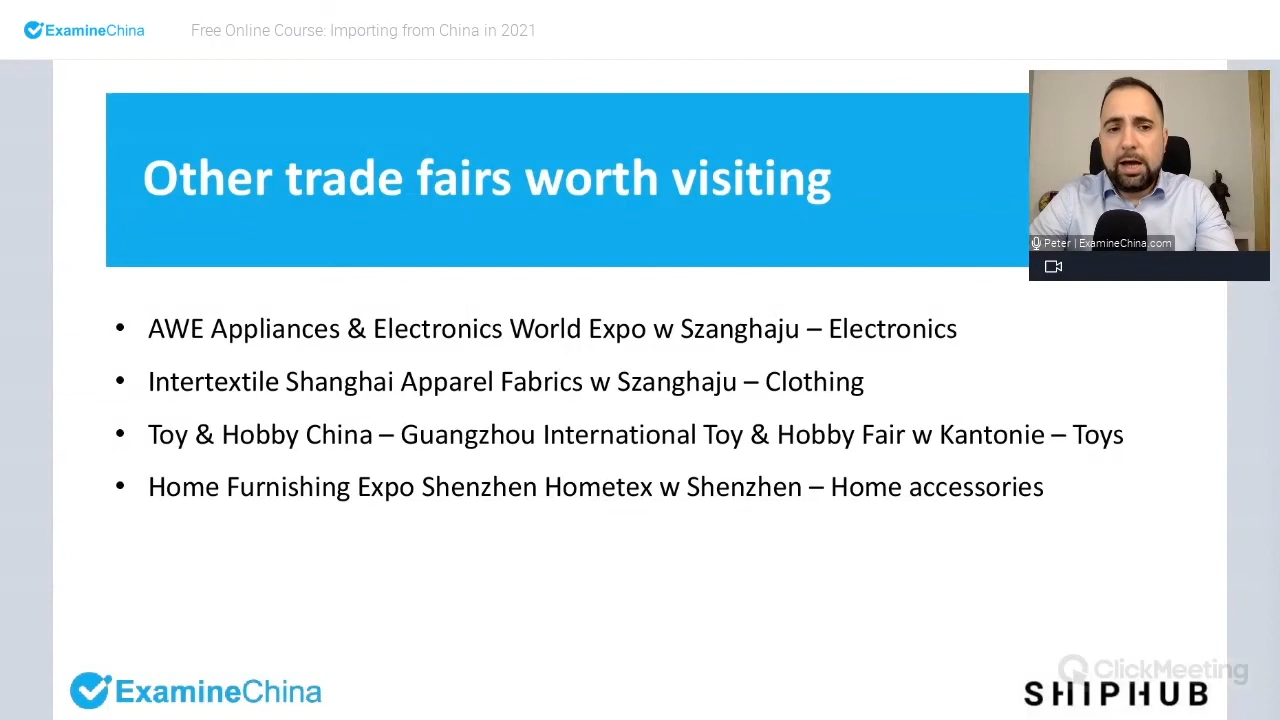 ExamineChina
Free Online Course: Importing from China in 2021
Other trade fairs worth visiting
Peter | ExamineChina.com
• AWE Appliances & Electronics World Expo w Szanghaju – Electronics
• Intertextile Shanghai Apparel Fabrics w Szanghaju – Clothing
• Toy & Hobby China – Guangzhou International Toy & Hobby Fair w Kantonie – Toys
• Home Furnishing Expo Shenzhen Hometex w Shenzhen – Home accessories
ClickMeeting
ExamineChina
SHIPHUB